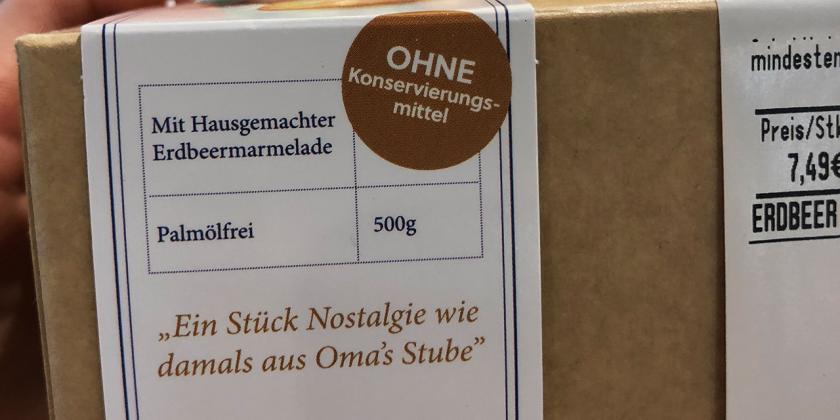 OHNE
Konservierungs-
mittel
Mit Hausgemachter
Erdbeermarmelade
Palmölfrei
500g
„Ein Stück Nostalgie wie
damals aus Oma's Stube”
mindesten
Preis/Stk
7,49€
ERDBEER